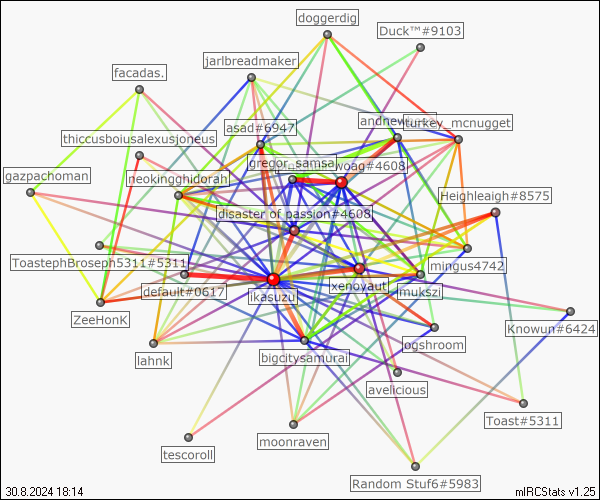 doggerdig
Duck™#9103
jarlbreadmaker
facadas.
turkey_mcnugget
asad#6947
thiccusboiusalexusjoneus
gregor_samsa
woag#4608
gazpachoman
neokingghidorah
Heighleaigh#8575
disaster of passion#4608
ToastephBroseph5311#5311
mingus4742
default#0617
ikasuzu
xenoyaut
imukszi
ZeeHonK
Knowun#6424
lahnk
bigcitysamurai
ogshroom
avelicious
Toast#5311
tescoroll
moonraven
Random Stuf6#5983
30.8.2024 18:14
mIRCStats v1.25